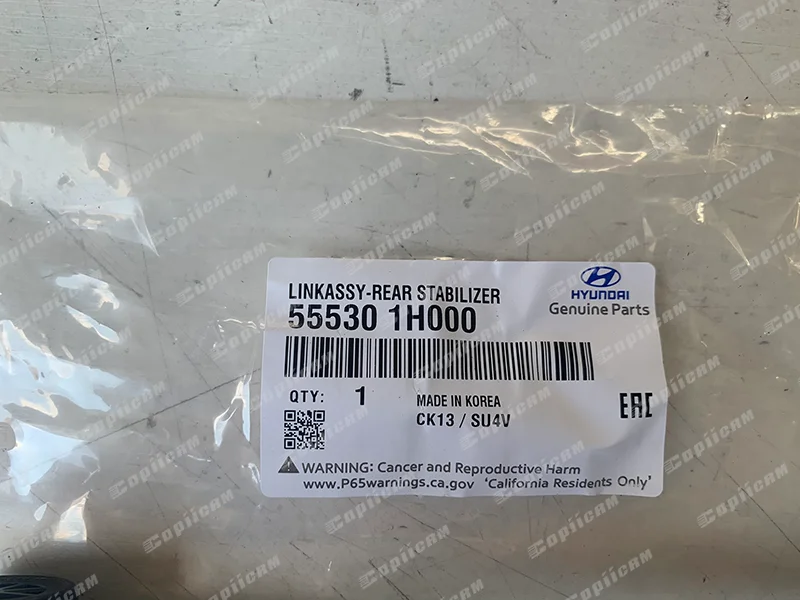 LINKASSY-REAR STABILIZER
55530 1H000
HYUNDAI
Genuine Parts
QTY: 1
MADE IN KOREA
CK13 / SU4V
EAC
WARNING: Cancer and Reproductive Harm
www.P65warnings.ca.gov 'California Residents Only'
CopiiCAM